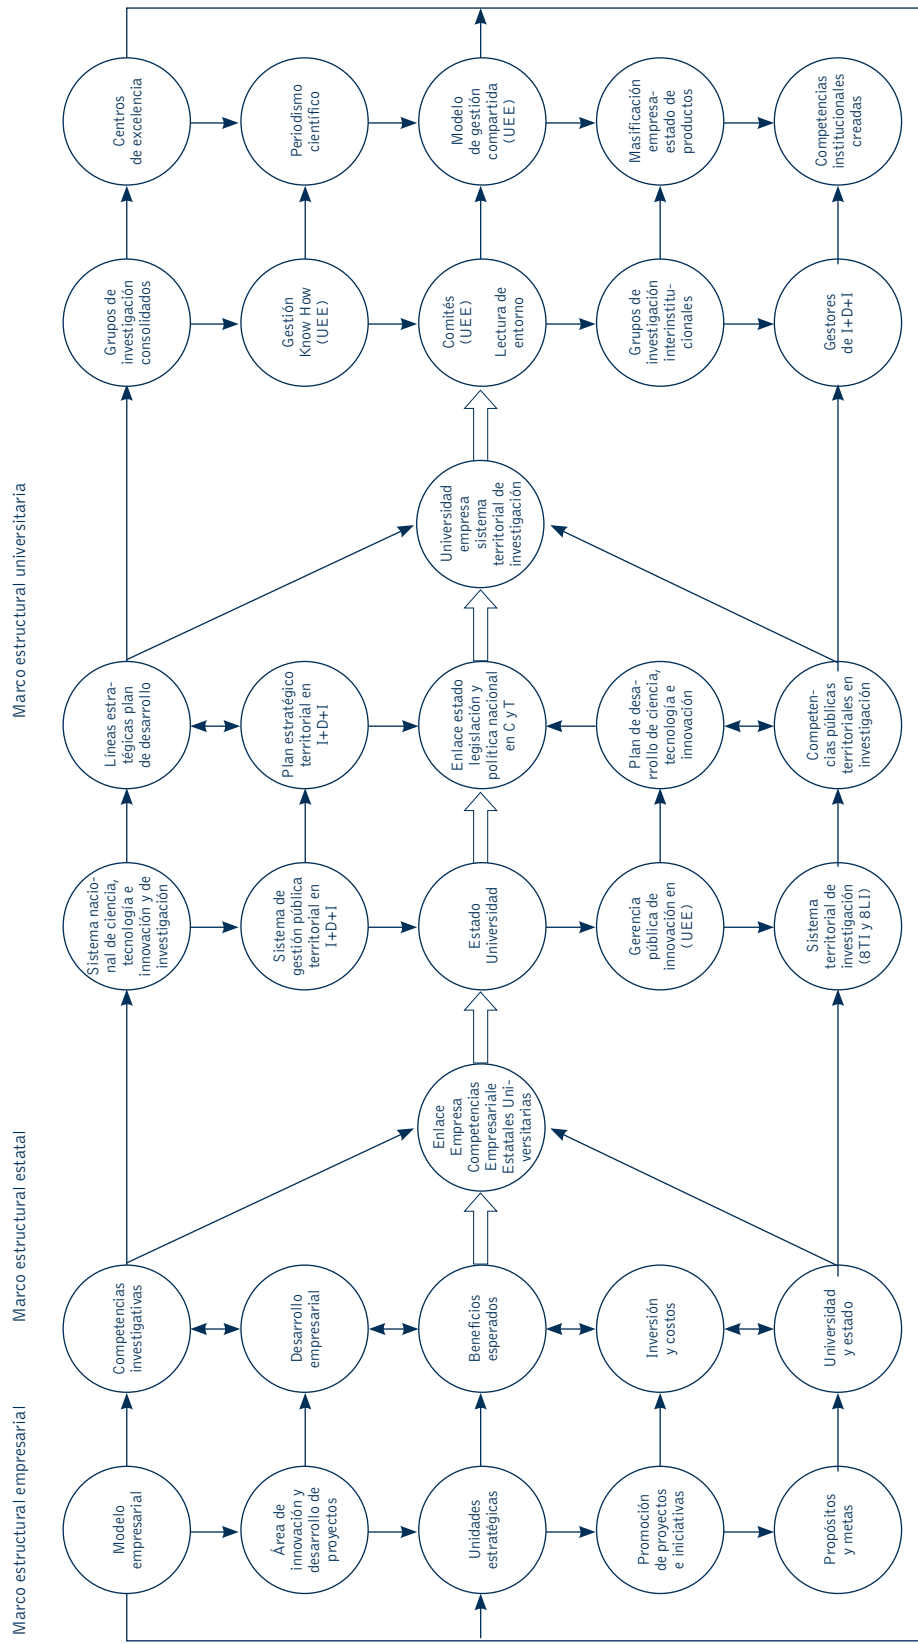 Marco estructural empresarial
Marco estructural estatal
Marco estructural universitaria
Modelo
empresarial
Área de
innovación y
desarrollo de
proyectos
Unidades
estratégicas
Promoción
de proyectos
e iniciativas
Propósitos
y metas
Competencias
investigativas
Desarrollo
empresarial
Beneficios
esperados
Inversión
y costos
Universidad
y estado
Enlace
Empresa
Competencias
Empresariale
Estatales Uni-
versitarias
Sistema nacio-
nal de ciencia,
tecnología e
innovación y de
investigación
Sistema de
gestión pública
territorial en
I+D+I
Estado
Universidad
Gerencia
pública de
innovación en
(UEE)
Sistema
territorial de
investigación
(8TI y 8LI)
Líneas estra-
tégicas plan
de desarrollo
Plan estratégico
territorial en
I+D+I
Enlace estado
legislación y
política nacional
en C y T
Plan de desa-
rrollo de ciencia,
tecnología e
innovación
Competen-
cias públicas
territoriales en
investigación
Universidad
empresa
sistema
territorial de
investigación
Grupos de
investigación
consolidados
Gestión
Know How
(UEE)
Comités
(UEE)
Lectura de
entorno
Grupos de
investigación
interinstitu-
cionales
Gestores
de I+D+I
Centros
de excelencia
Periodismo
científico
Modelo
de gestión
compartida
(UEE)
Masificación
empresa-
estado de
productos
Competencias
institucionales
creadas